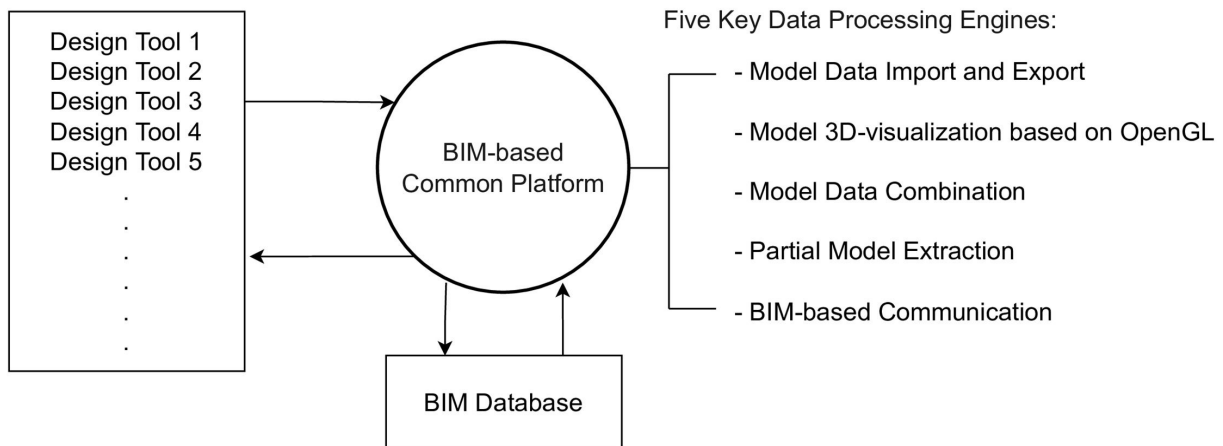 Design Tool 1
Design Tool 2
Design Tool 3
Design Tool 4
Design Tool 5
.
.
.
.
.
.
BIM-based
Common Platform
BIM Database
Five Key Data Processing Engines:
- Model Data Import and Export
- Model 3D-visualization based on OpenGL
- Model Data Combination
- Partial Model Extraction
- BIM-based Communication